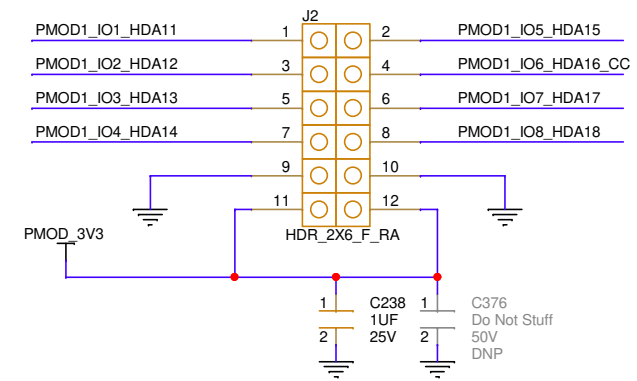 J2
PMOD1_IO1_HDA11 1 2 PMOD1_IO5_HDA15
PMOD1_IO2_HDA12 3 4 PMOD1_IO6_HDA16_CC
PMOD1_IO3_HDA13 5 6 PMOD1_IO7_HDA17
PMOD1_IO4_HDA14 7 8 PMOD1_IO8_HDA18
9 10
11 12
PMOD_3V3 HDR_2X6_F_RA
1 C238 1 C376
1UF Do Not Stuff
2 25V 2 50V
DNP